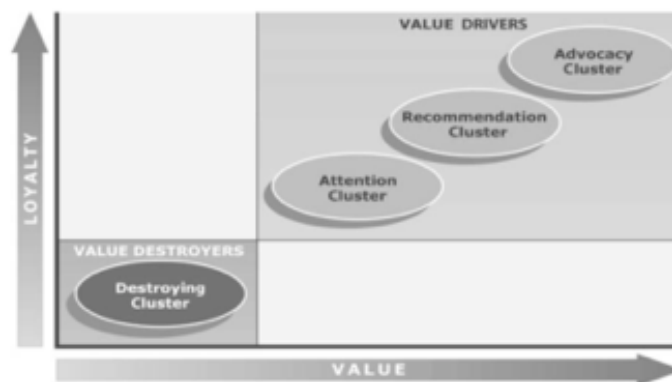 VALUE DRIVERS
Advocacy
Cluster
Recommendation
Cluster
Attention
Cluster
LOYALTY
VALUE DESTROYERS
Destroying
Cluster
VALUE